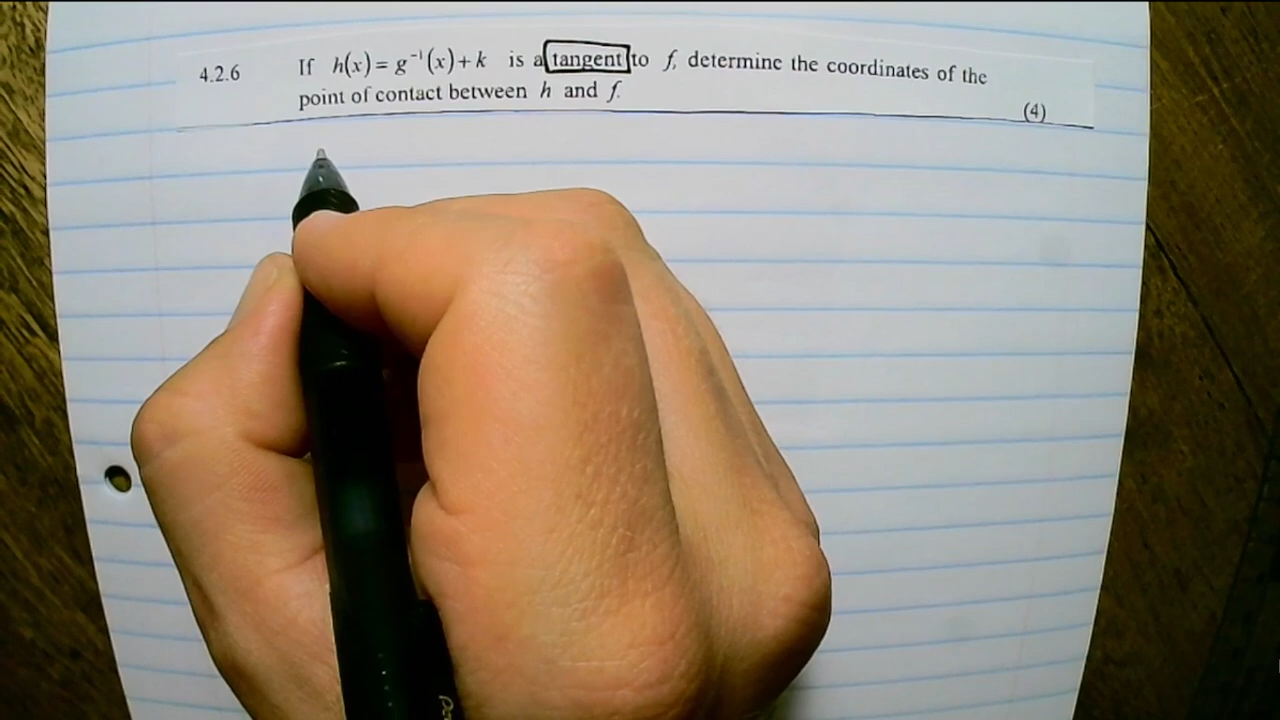 4.2.6 If h(x) = g⁻¹(x) + k is a tangent to f, determine the coordinates of the
point of contact between h and f.
(4)